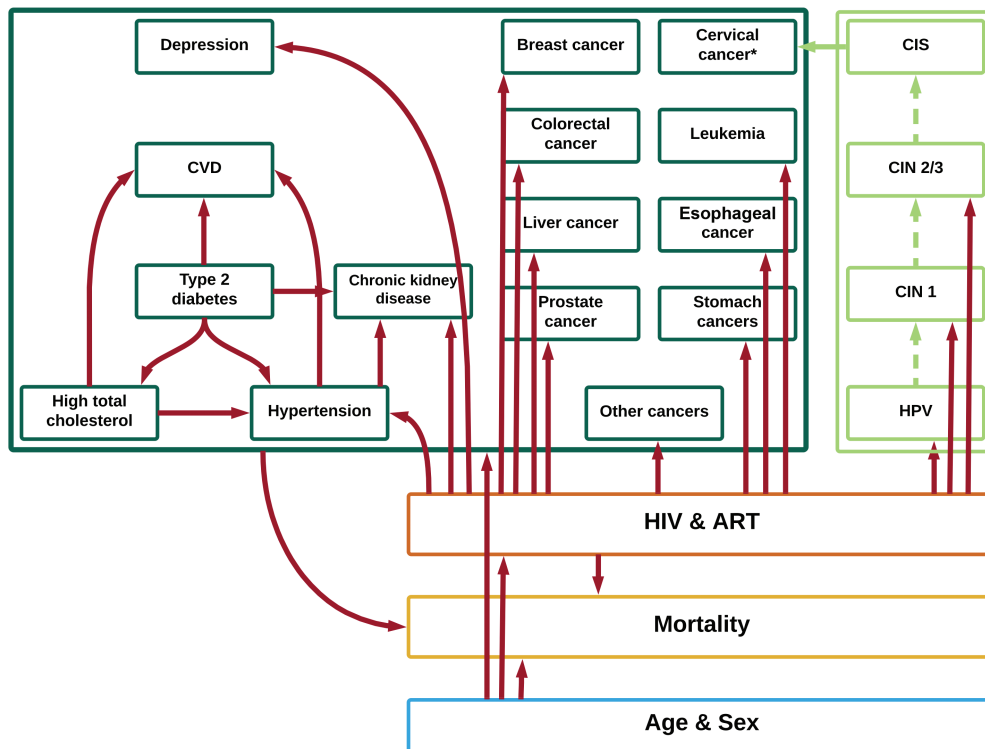 Depression
Breast cancer
Cervical
cancer*
CIS
Colorectal
cancer
Leukemia
CVD
CIN 2/3
Liver cancer
Esophageal
cancer
Type 2
diabetes
Chronic kidney
disease
Prostate
cancer
Stomach
cancers
CIN 1
High total
cholesterol
Hypertension
Other cancers
HPV
HIV & ART
Mortality
Age & Sex